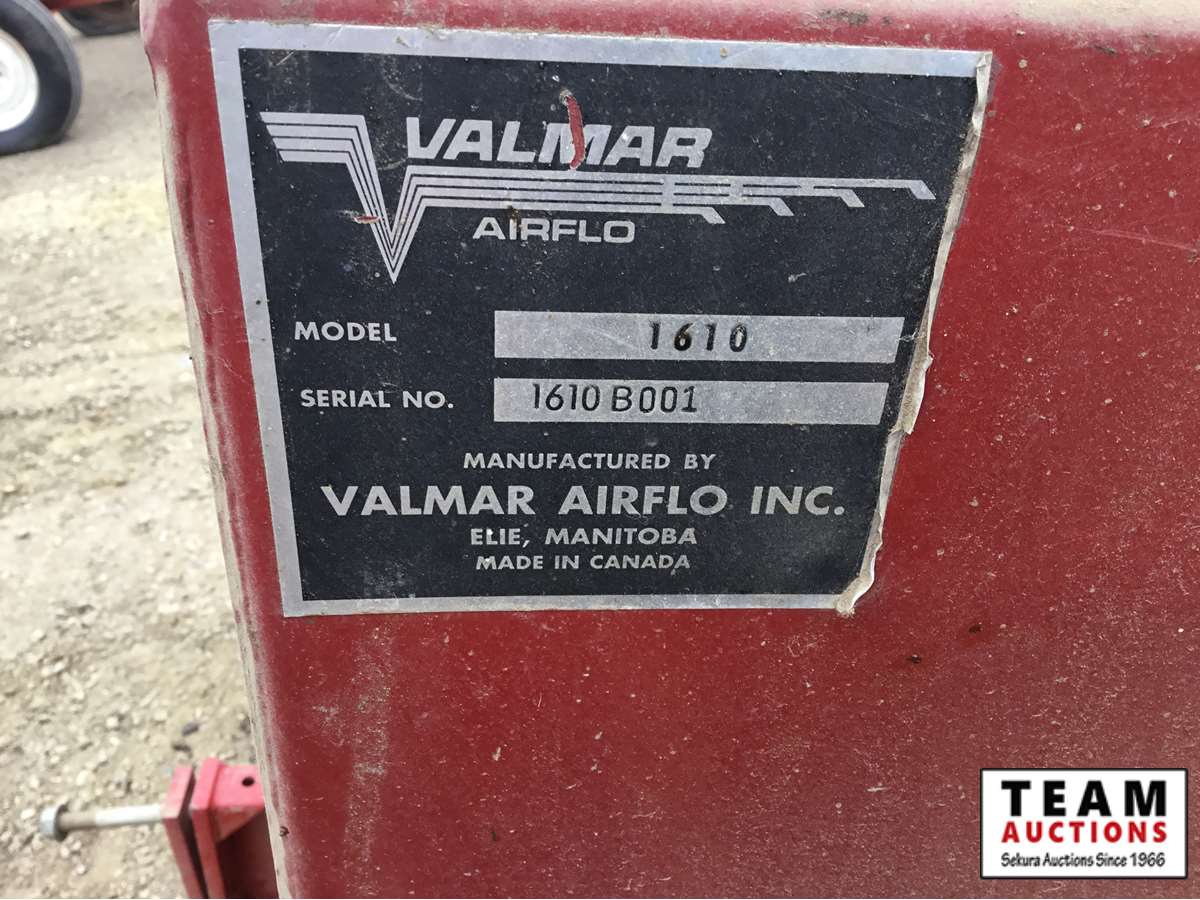 VALMAR
AIRFLO
MODEL 1610
SERIAL NO. 1610 B001
MANUFACTURED BY
VALMAR AIRFLO INC.
ELIE, MANITOBA
MADE IN CANADA
TEAM
AUCTIONS
Sekura Auctions Since 1966